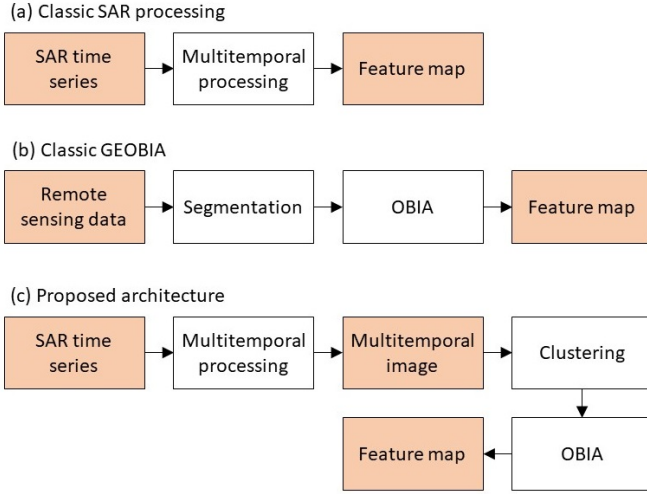 (a) Classic SAR processing
SAR time
series
Multitemporal
processing
Feature map
(b) Classic GEOBIA
Remote
sensing data
Segmentation
OBIA
Feature map
(c) Proposed architecture
SAR time
series
Multitemporal
processing
Multitemporal
image
Clustering
Feature map
OBIA